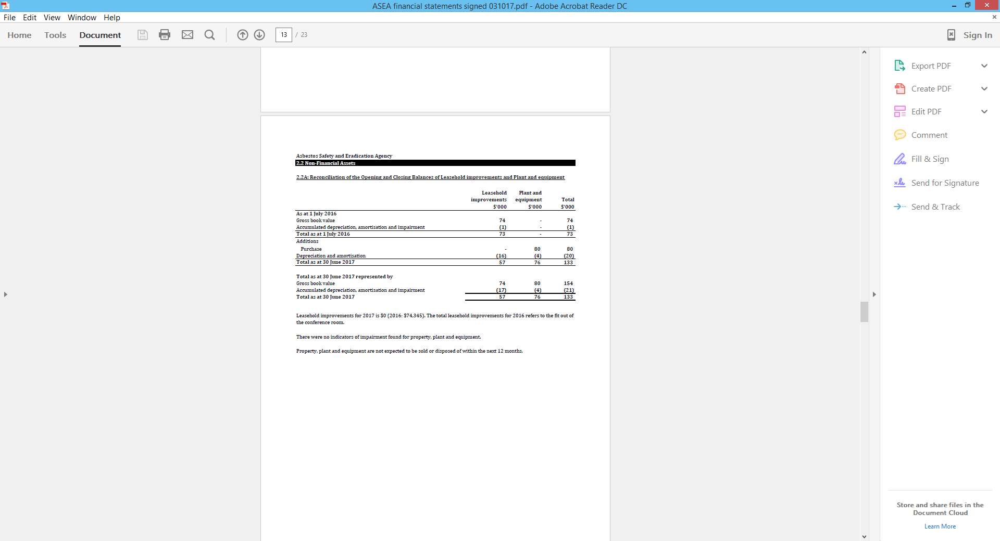 ASEA financial statements signed 031017.pdf - Adobe Acrobat Reader DC
File Edit View Window Help
Home Tools Document 13 / 23 Sign In
Asbestos Safety and Eradication Agency
2.2 Non-Financial Assets
2.2A: Reconciliation of the Opening and Closing Balances of Leasehold improvements and Plant and equipment
Leasehold Plant and
improvements equipment Total
$'000 $'000 $'000
As at 1 July 2016
Gross book value 74 - 74
Accumulated depreciation, amortisation and impairment (1) - (1)
Total as at 1 July 2016 73 - 73
Additions
Purchase - 80 80
Depreciation and amortisation (16) (4) (20)
Total as at 30 June 2017 57 76 133
Total as at 30 June 2017 represented by
Gross book value 74 80 154
Accumulated depreciation, amortisation and impairment (17) (4) (21)
Total as at 30 June 2017 57 76 133
Leasehold improvements for 2017 is $0 (2016: $74,345). The total leasehold improvements for 2016 refers to the fit out of
the conference room.
There were no indicators of impairment found for property, plant and equipment.
Property, plant and equipment are not expected to be sold or disposed of within the next 12 months.
Export PDF
Create PDF
Edit PDF
Comment
Fill & Sign
Send for Signature
Send & Track
Store and share files in the
Document Cloud
Learn More